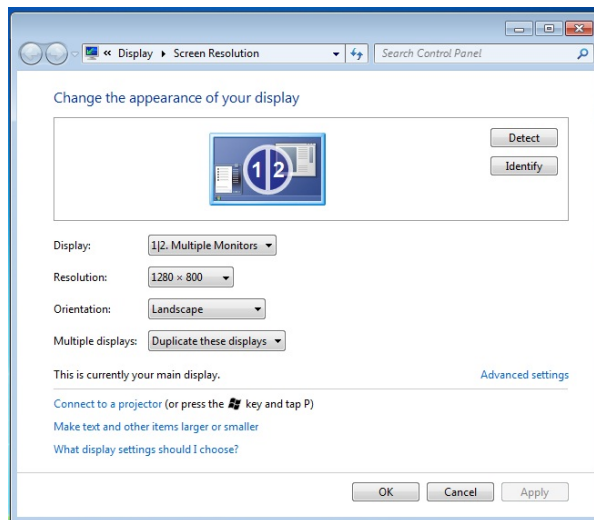 « Display ▸ Screen Resolution
Search Control Panel
Change the appearance of your display
1|2
Detect
Identify
Display: 1|2. Multiple Monitors
Resolution: 1280 × 800
Orientation: Landscape
Multiple displays: Duplicate these displays
This is currently your main display.
Advanced settings
Connect to a projector (or press the key and tap P)
Make text and other items larger or smaller
What display settings should I choose?
OK Cancel Apply